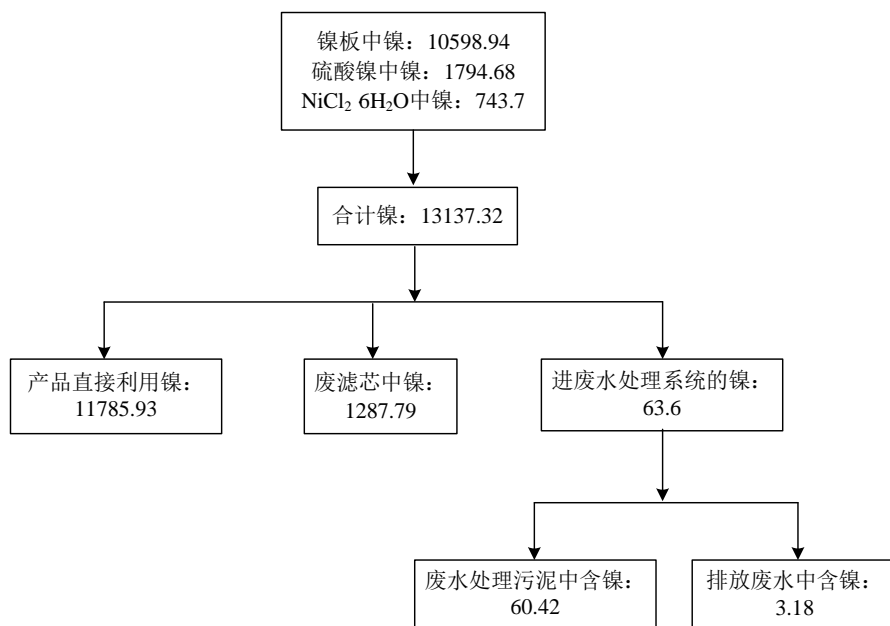 镍板中镍：10598.94
硫酸镍中镍：1794.68
NiCl₂ 6H₂O中镍：743.7
合计镍：13137.32
产品直接利用镍：
11785.93
废滤芯中镍：
1287.79
进废水处理系统的镍：
63.6
废水处理污泥中含镍：
60.42
排放废水中含镍：
3.18